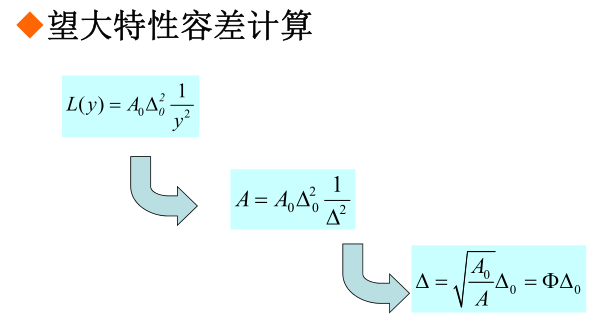 ◆望大特性容差计算
L(y) = A₀Δ₀² 1/y²
A = A₀Δ₀² 1/Δ²
Δ = √(A₀/A) Δ₀ = ΦΔ₀